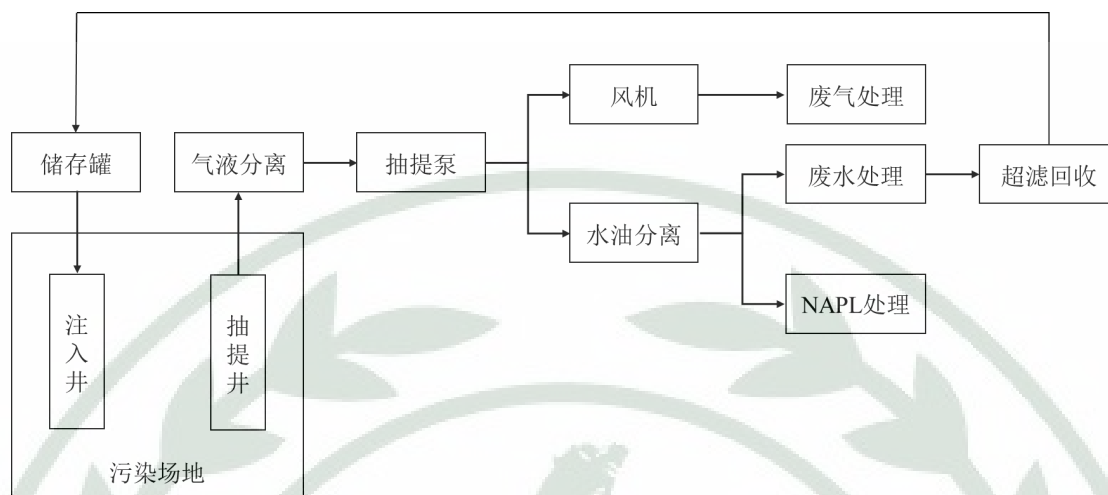 风机
废气处理
储存罐
气液分离
抽提泵
废水处理
超滤回收
水油分离
NAPL处理
注入井
抽提井
污染场地